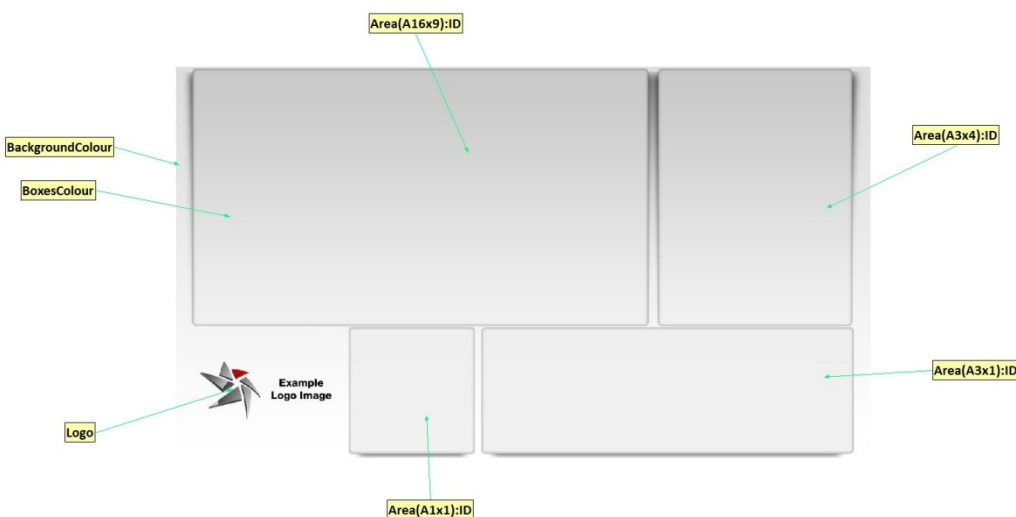 Area(A16x9):ID
BackgroundColour
Area(A3x4):ID
BoxesColour
Example
Logo Image
Area(A3x1):ID
Logo
Area(A1x1):ID